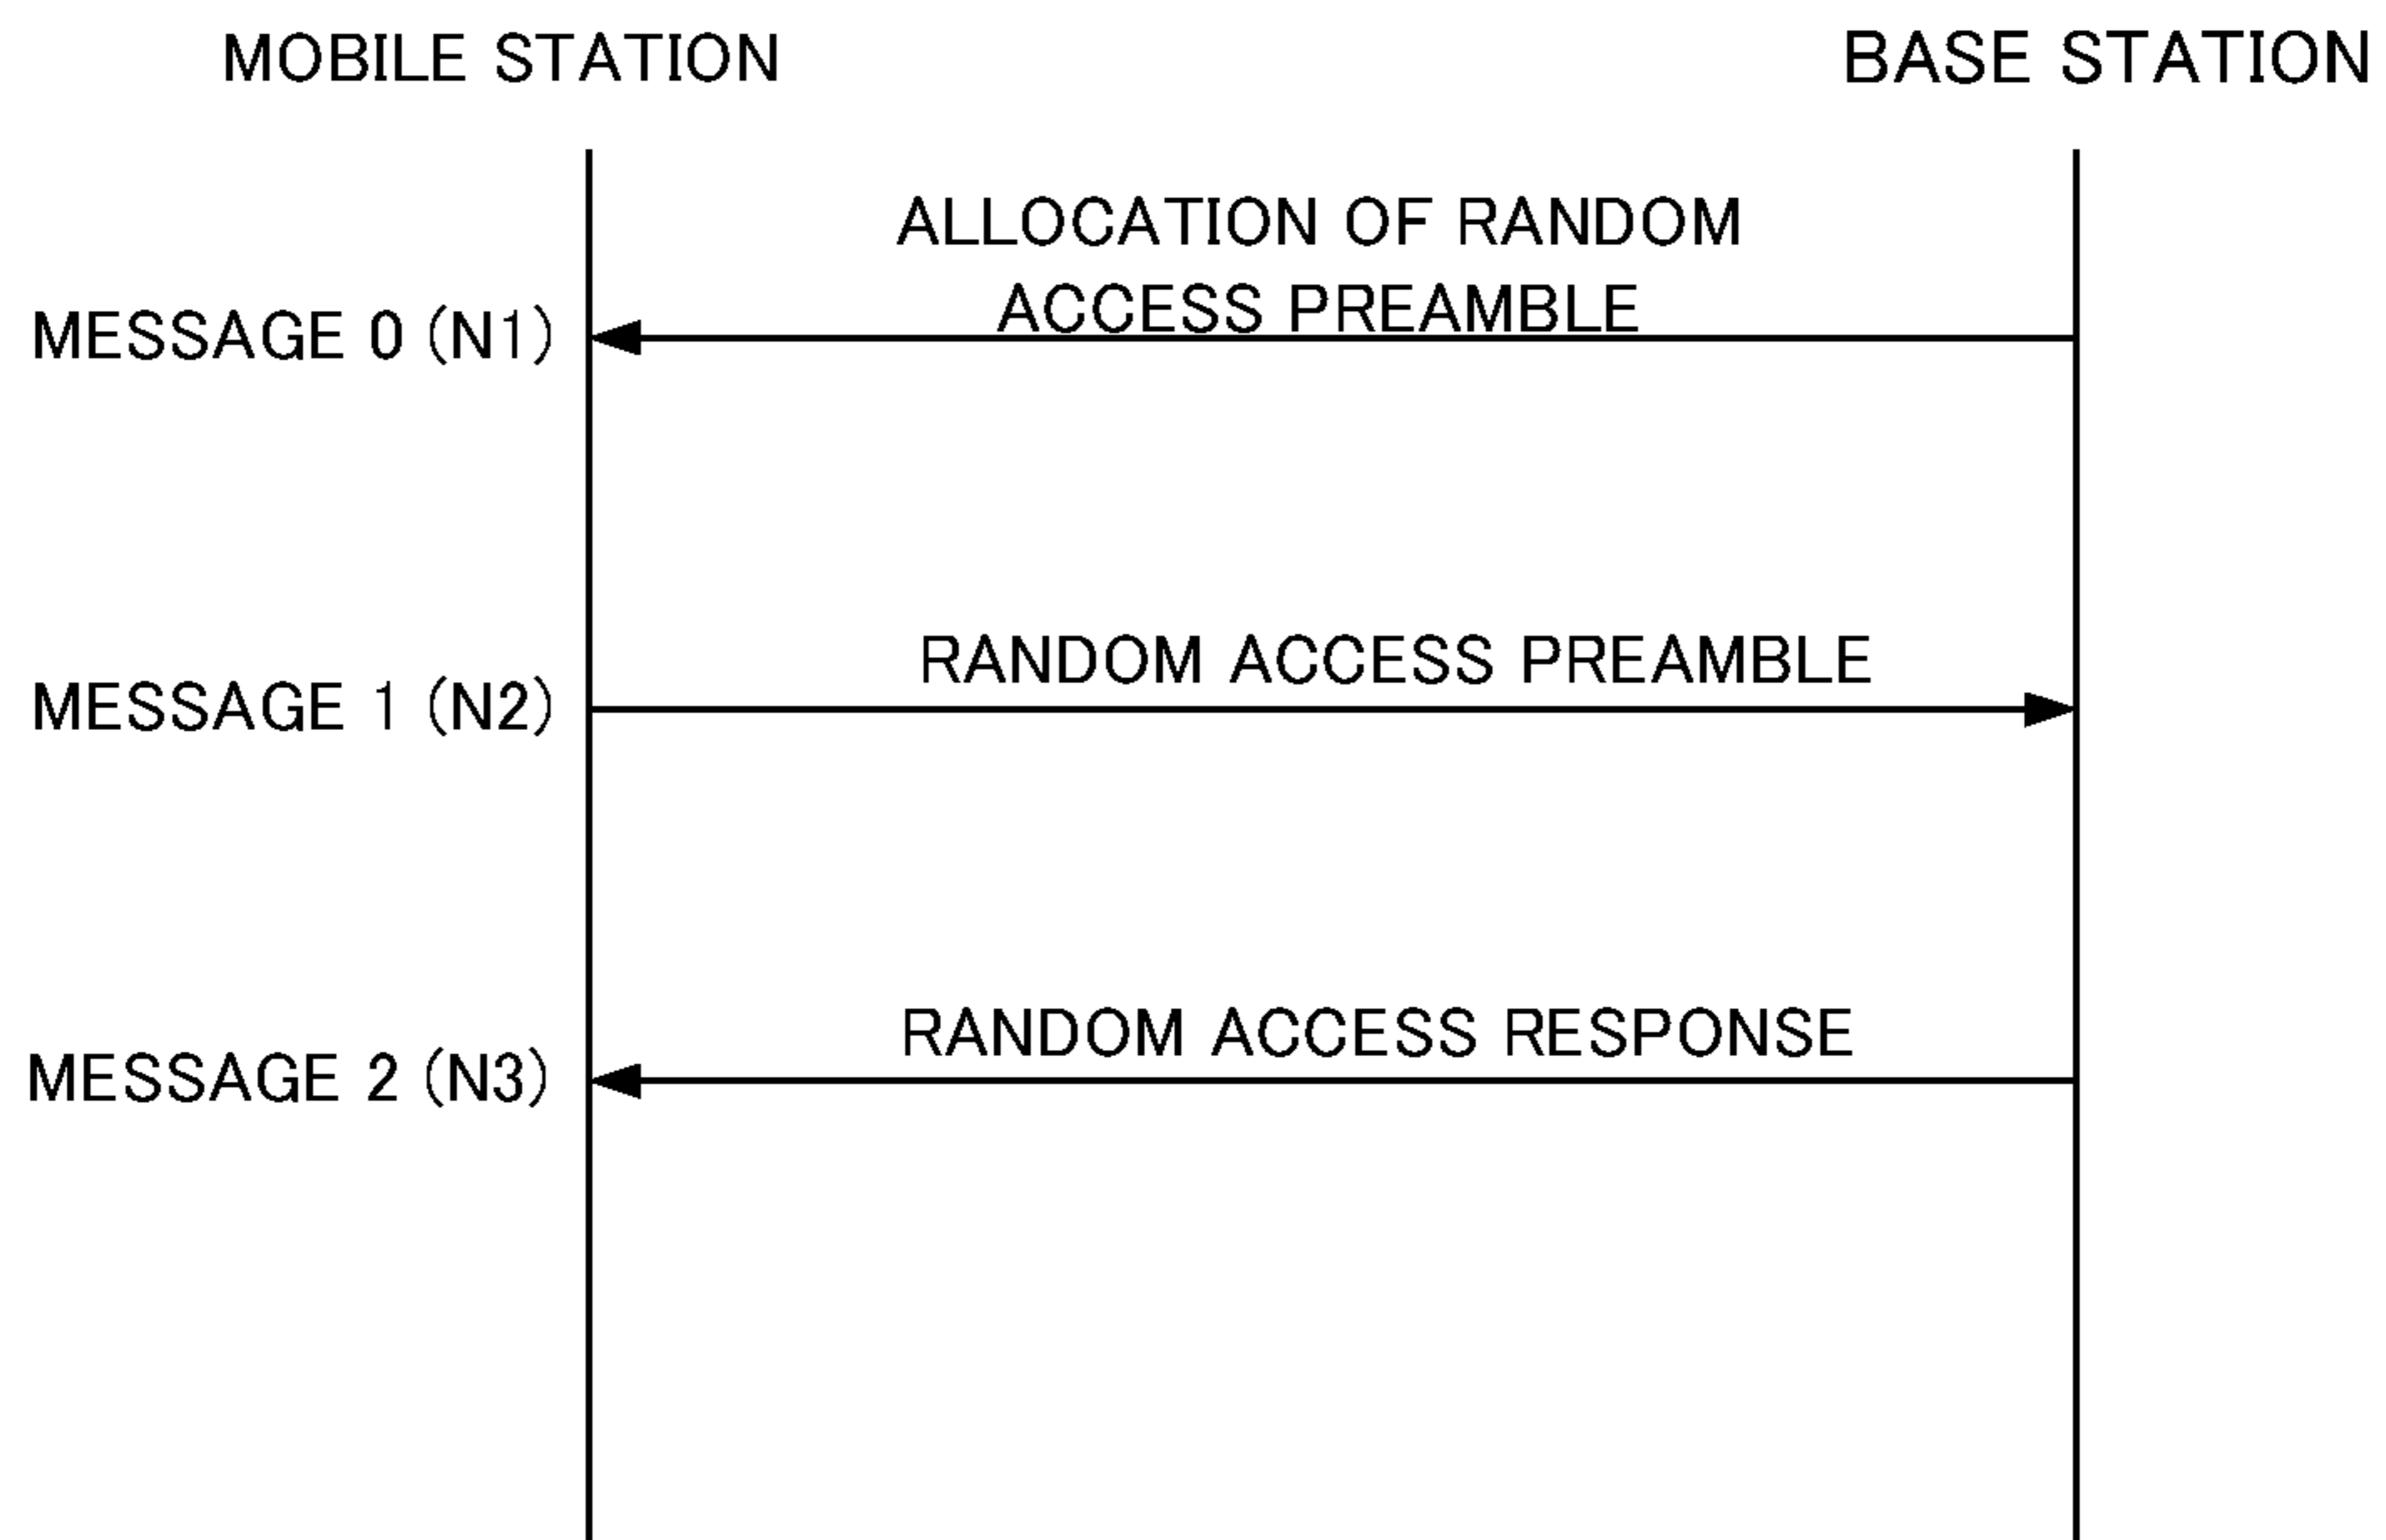 MOBILE STATION
BASE STATION
ALLOCATION OF RANDOM
ACCESS PREAMBLE
MESSAGE 0 (N1)
RANDOM ACCESS PREAMBLE
MESSAGE 1 (N2)
RANDOM ACCESS RESPONSE
MESSAGE 2 (N3)